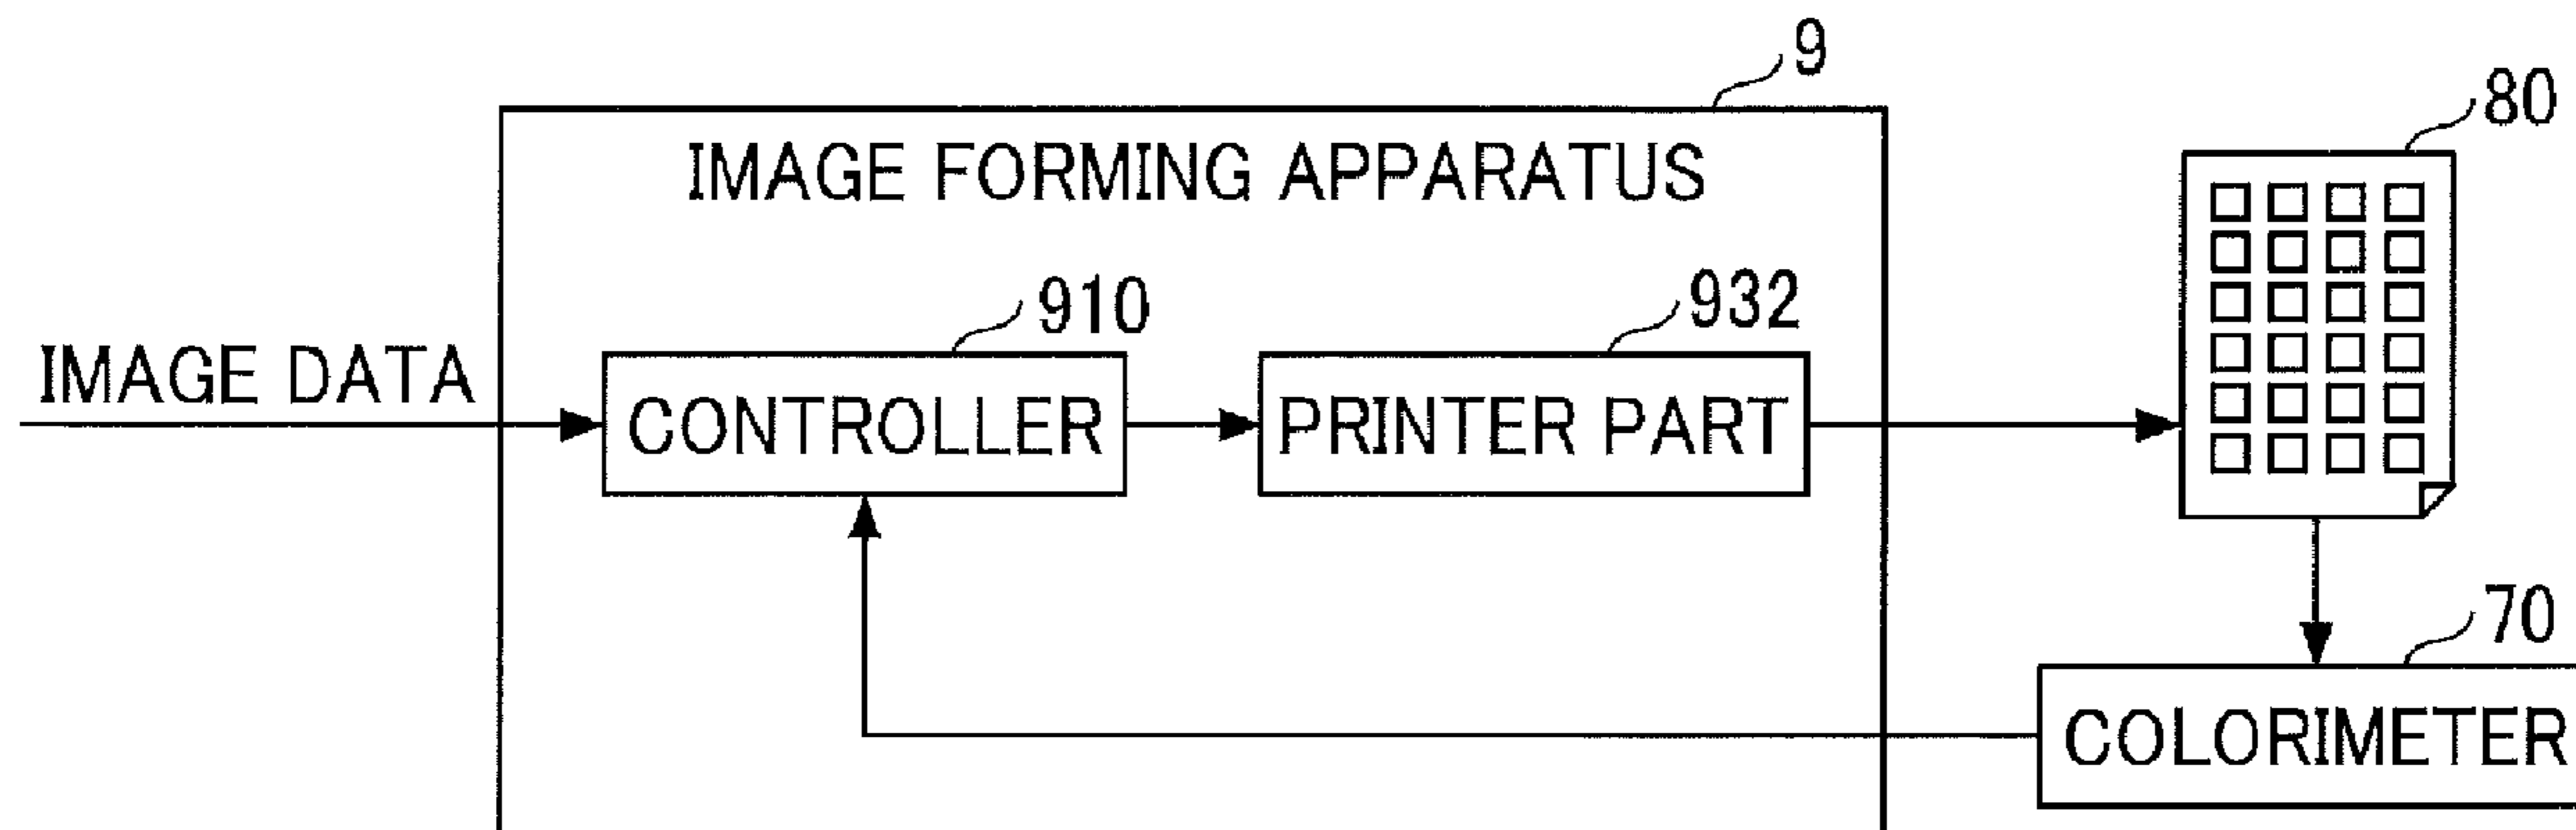 9
80
IMAGE FORMING APPARATUS
910
932
IMAGE DATA
CONTROLLER
PRINTER PART
70
COLORIMETER